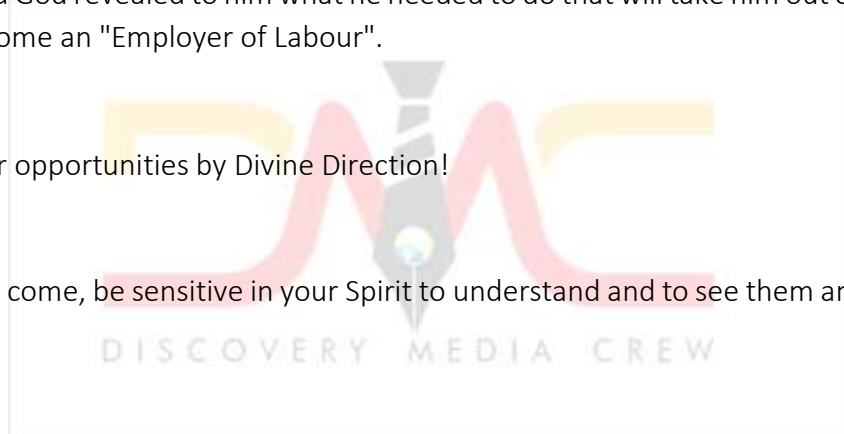 God revealed to him what he needed to do that will take him out
ome an "Employer of Labour".
r opportunities by Divine Direction!
come, be sensitive in your Spirit to understand and to see them
DISCOVERY MEDIA CREW